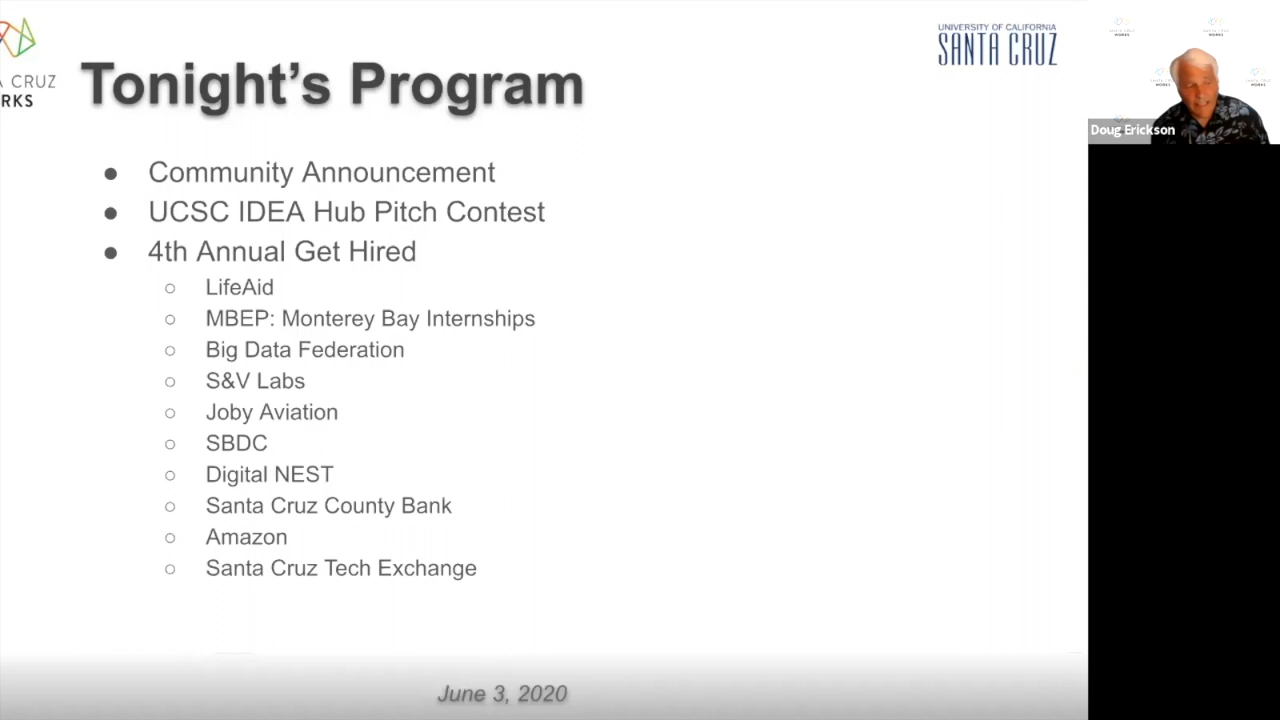 UNIVERSITY OF CALIFORNIA
SANTA CRUZ
A CRUZ
RKS
Tonight's Program
Doug Erickson
● Community Announcement
● UCSC IDEA Hub Pitch Contest
● 4th Annual Get Hired
○ LifeAid
○ MBEP: Monterey Bay Internships
○ Big Data Federation
○ S&V Labs
○ Joby Aviation
○ SBDC
○ Digital NEST
○ Santa Cruz County Bank
○ Amazon
○ Santa Cruz Tech Exchange
June 3, 2020